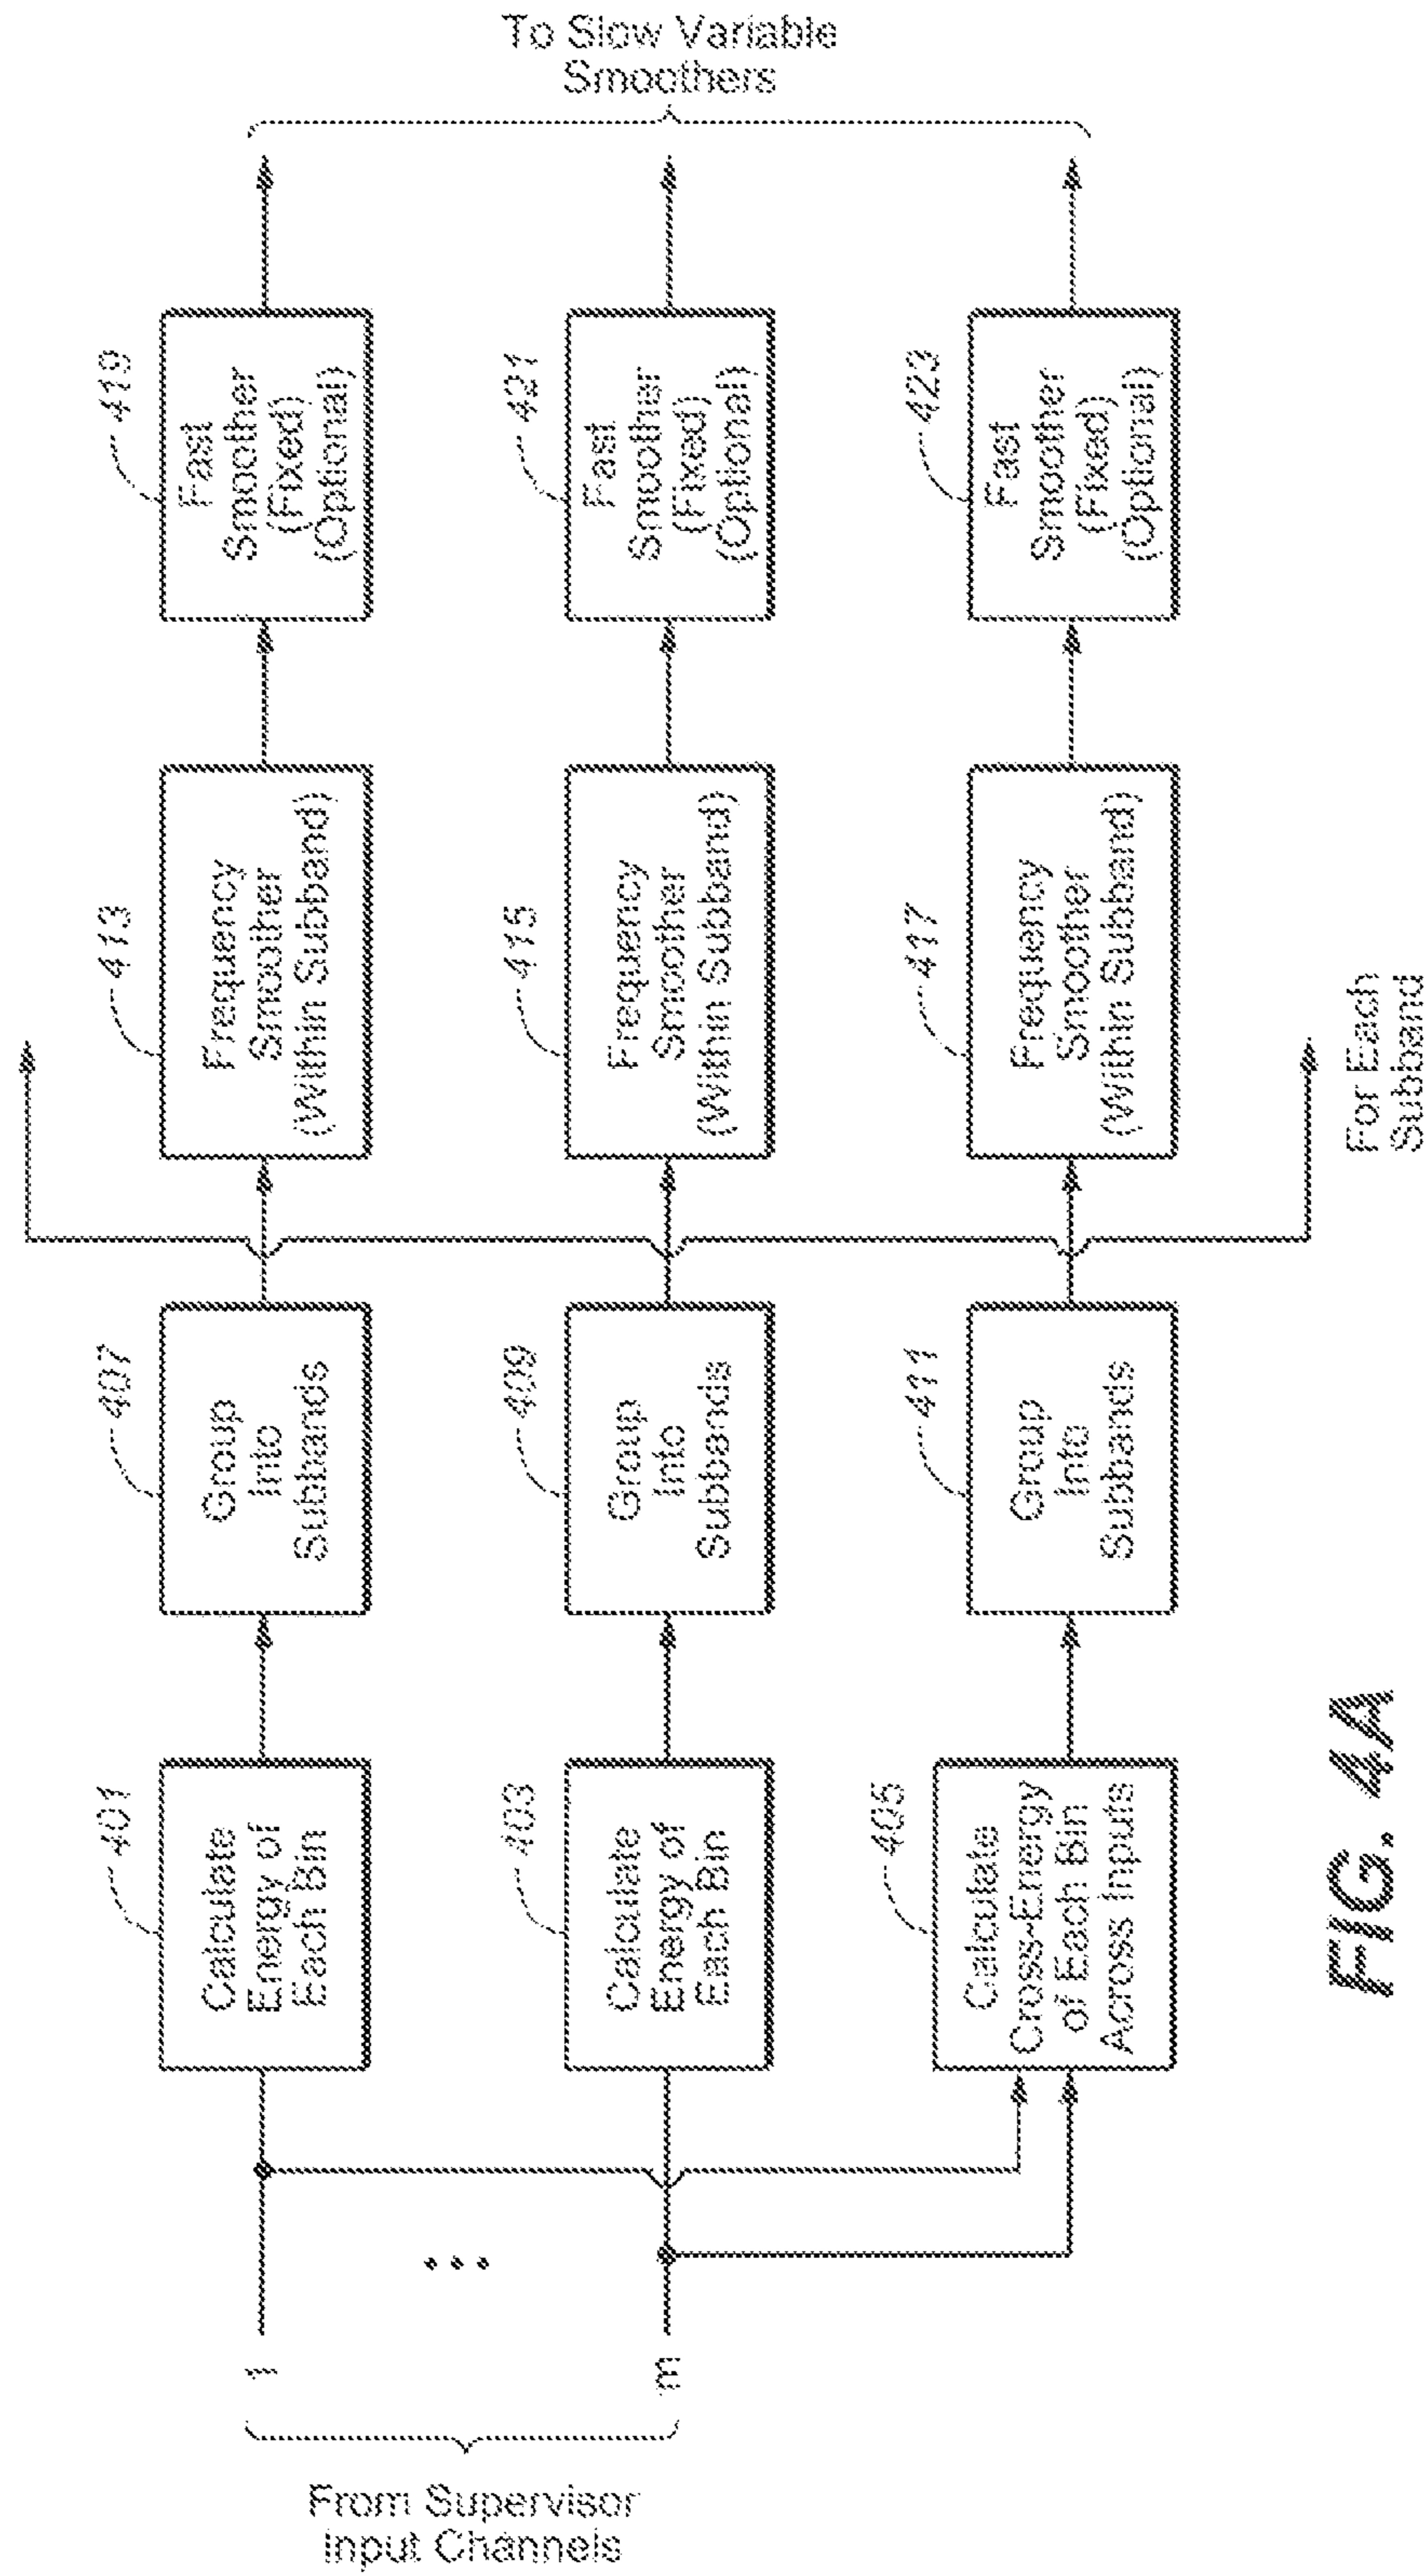 From Supervisor
Input Channels
1
m
...
401
Calculate
Energy of
Each Bin
407
Group
Into
Subbands
413
Frequency
Smoother
(Within Subband)
419
Fast
Smoother
(Fixed)
(Optional)
403
Calculate
Energy of
Each Bin
409
Group
Into
Subbands
415
Frequency
Smoother
(Within Subband)
421
Fast
Smoother
(Fixed)
(Optional)
405
Calculate
Cross-Energy
of Each Bin
Across Inputs
411
Group
Into
Subbands
417
Frequency
Smoother
(Within Subband)
423
Fast
Smoother
(Fixed)
(Optional)
To Slow Variable
Smoothers
For Each
Subband
FIG. 4A